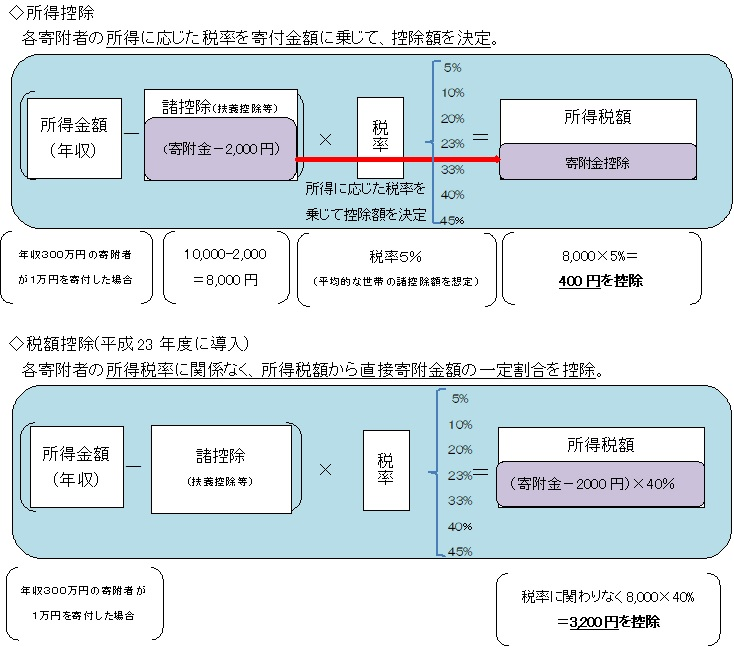 ◇所得控除
各寄附者の所得に応じた税率を寄付金額に乗じて、控除額を決定。
所得金額
（年収）
－
諸控除（扶養控除等）
（寄附金－2,000円）
×
税率
5%
10%
20%
23%
33%
40%
45%
＝
所得税額
寄附金控除
所得に応じた税率を
乗じて控除額を決定
年収300万円の寄附者
が1万円を寄付した場合
10,000－2,000
＝8,000円
税率5%
（平均的な世帯の諸控除額を想定）
8,000×5%＝
400円を控除
◇税額控除(平成23年度に導入)
各寄附者の所得税率に関係なく、所得税額から直接寄附金額の一定割合を控除。
所得金額
（年収）
－
諸控除
（扶養控除等）
×
税率
5%
10%
20%
23%
33%
40%
45%
＝
所得税額
（寄附金－2000円）×40%
年収300万円の寄附者が
1万円を寄付した場合
税率に関わりなく8,000×40%
＝3,200円を控除